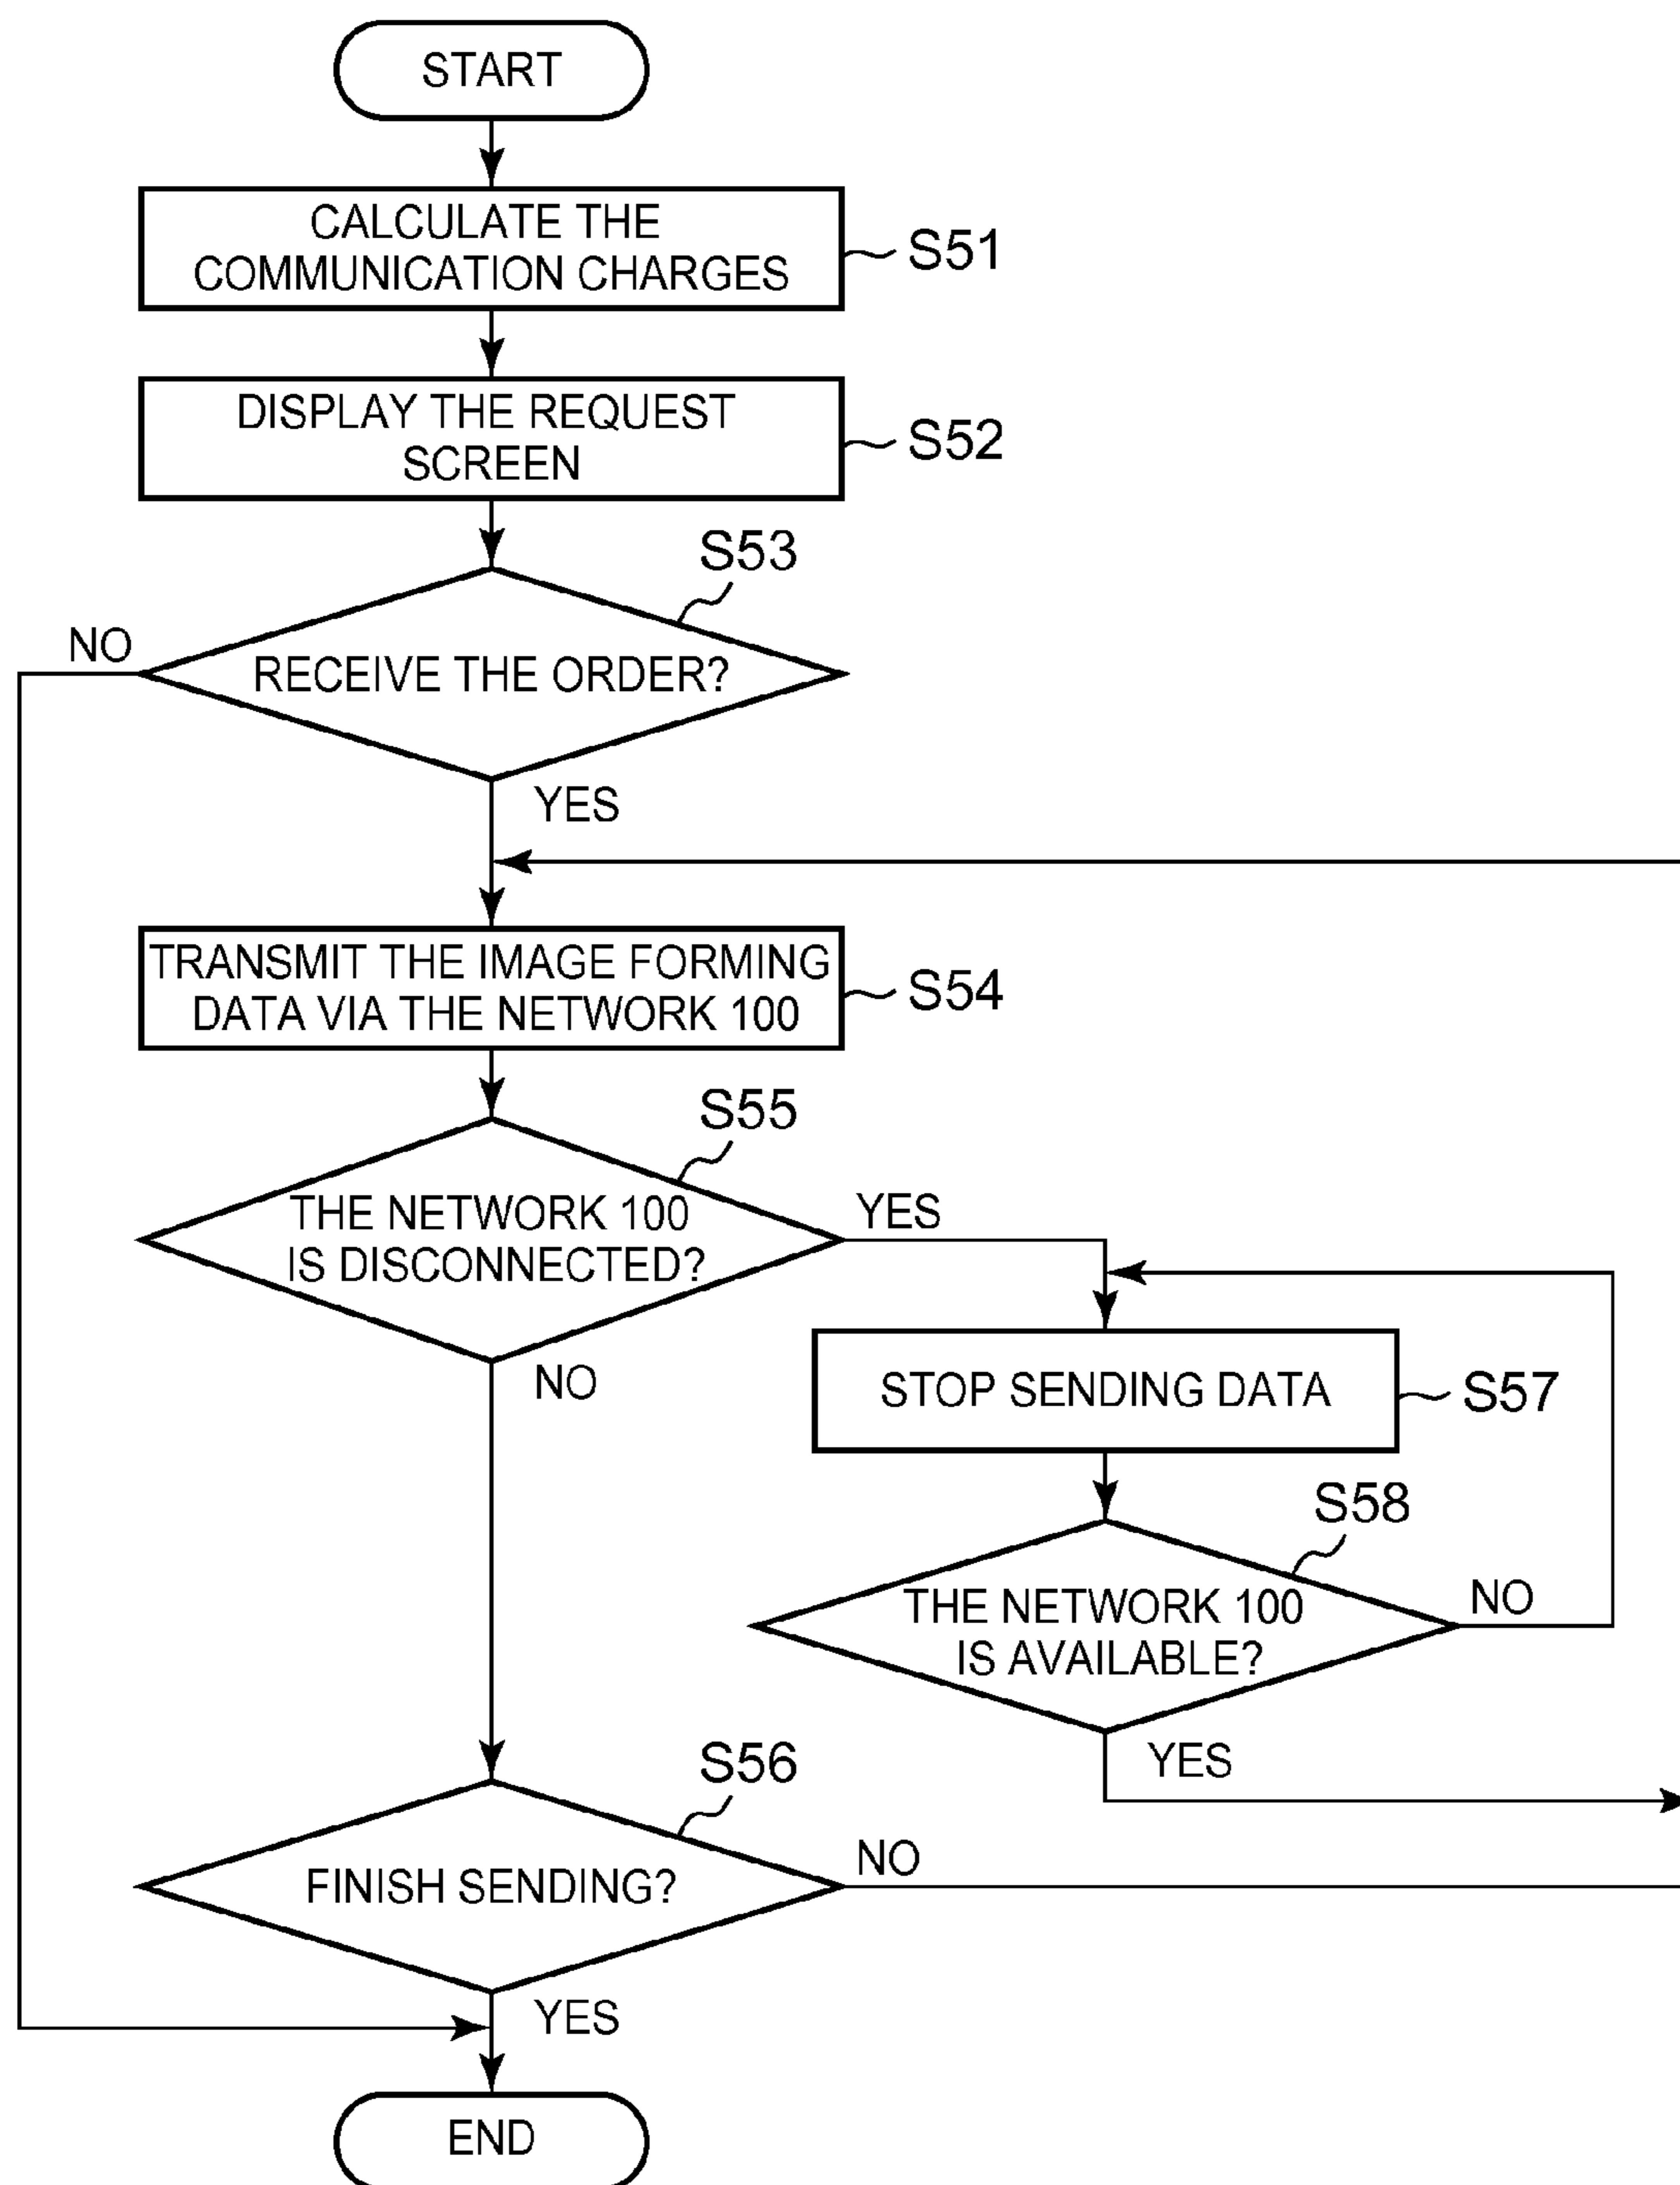 START
CALCULATE THE
COMMUNICATION CHARGES
S51
DISPLAY THE REQUEST
SCREEN
S52
S53
NO
RECEIVE THE ORDER?
YES
TRANSMIT THE IMAGE FORMING
DATA VIA THE NETWORK 100
S54
S55
THE NETWORK 100
IS DISCONNECTED?
YES
NO
STOP SENDING DATA
S57
S58
THE NETWORK 100
IS AVAILABLE?
NO
YES
S56
FINISH SENDING?
NO
YES
END